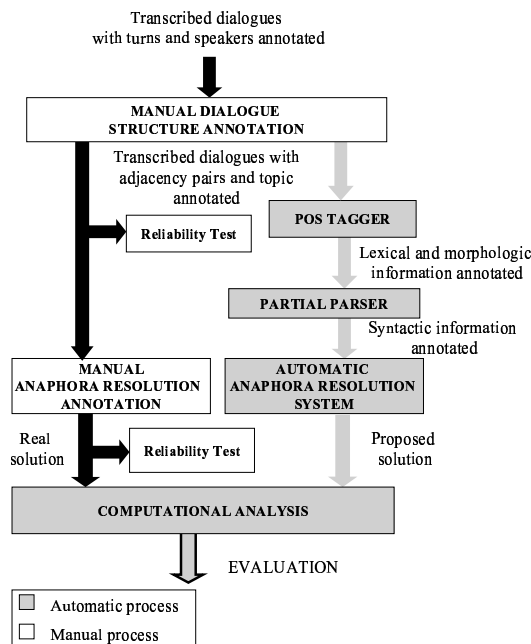 Transcribed dialogues
with turns and speakers annotated
MANUAL DIALOGUE
STRUCTURE ANNOTATION
Transcribed dialogues with
adjacency pairs and topic
annotated
Reliability Test
POS TAGGER
Lexical and morphologic
information annotated
PARTIAL PARSER
Syntactic information
annotated
MANUAL
ANAPHORA RESOLUTION
ANNOTATION
AUTOMATIC
ANAPHORA RESOLUTION
SYSTEM
Real
solution
Reliability Test
Proposed
solution
COMPUTATIONAL ANALYSIS
EVALUATION
Automatic process
Manual process